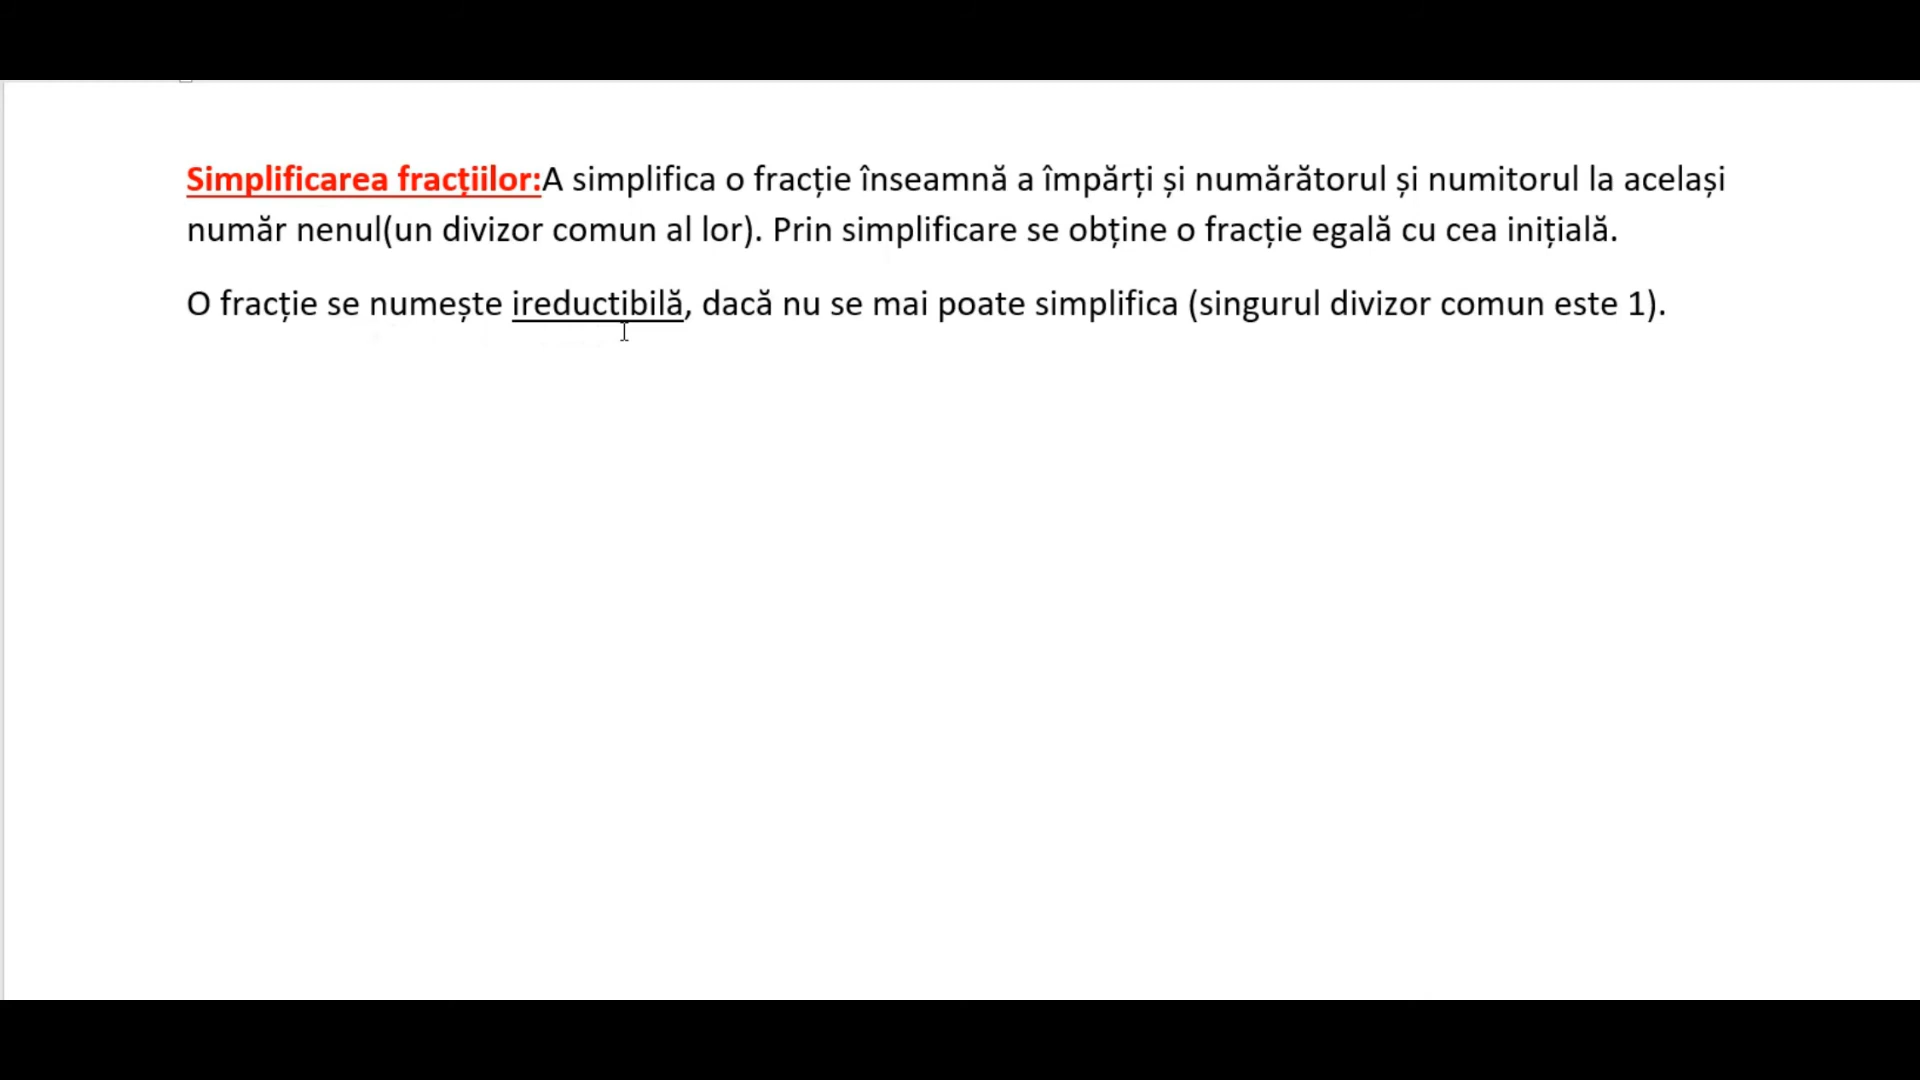 Simplificarea fracțiilor:A simplifica o fracție înseamnă a împărți și numărătorul și numitorul la același
număr nenul(un divizor comun al lor). Prin simplificare se obține o fracție egală cu cea inițială.
O fracție se numește ireductibilă, dacă nu se mai poate simplifica (singurul divizor comun este 1).